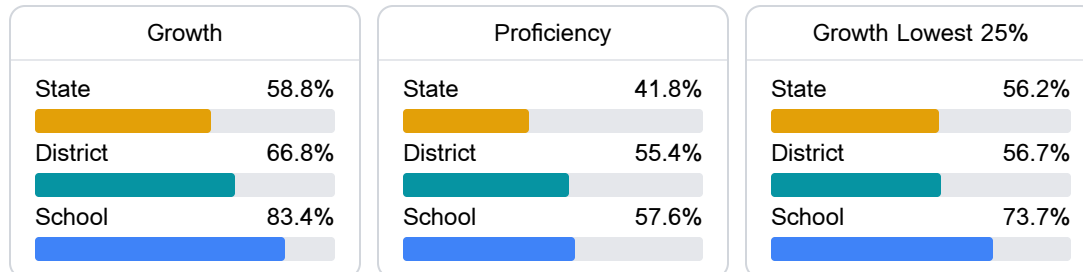 Growth
State 58.8%
District 66.8%
School 83.4%
Proficiency
State 41.8%
District 55.4%
School 57.6%
Growth Lowest 25%
State 56.2%
District 56.7%
School 73.7%